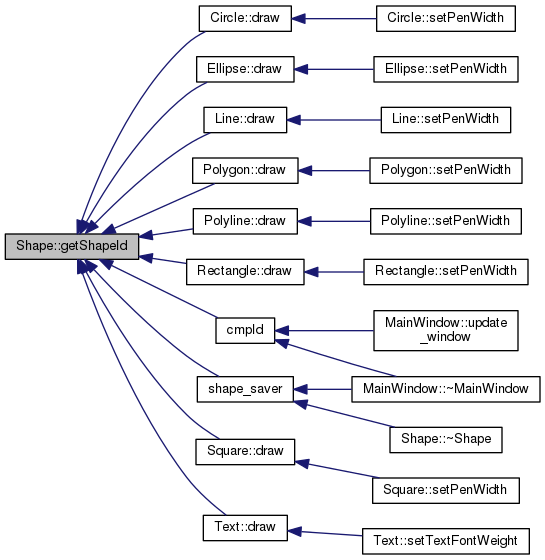 Circle::draw
Circle::setPenWidth
Ellipse::draw
Ellipse::setPenWidth
Line::draw
Line::setPenWidth
Polygon::draw
Polygon::setPenWidth
Polyline::draw
Polyline::setPenWidth
Shape::getShapeId
Rectangle::draw
Rectangle::setPenWidth
cmpId
MainWindow::update
_window
shape_saver
MainWindow::~MainWindow
Shape::~Shape
Square::draw
Square::setPenWidth
Text::draw
Text::setTextFontWeight